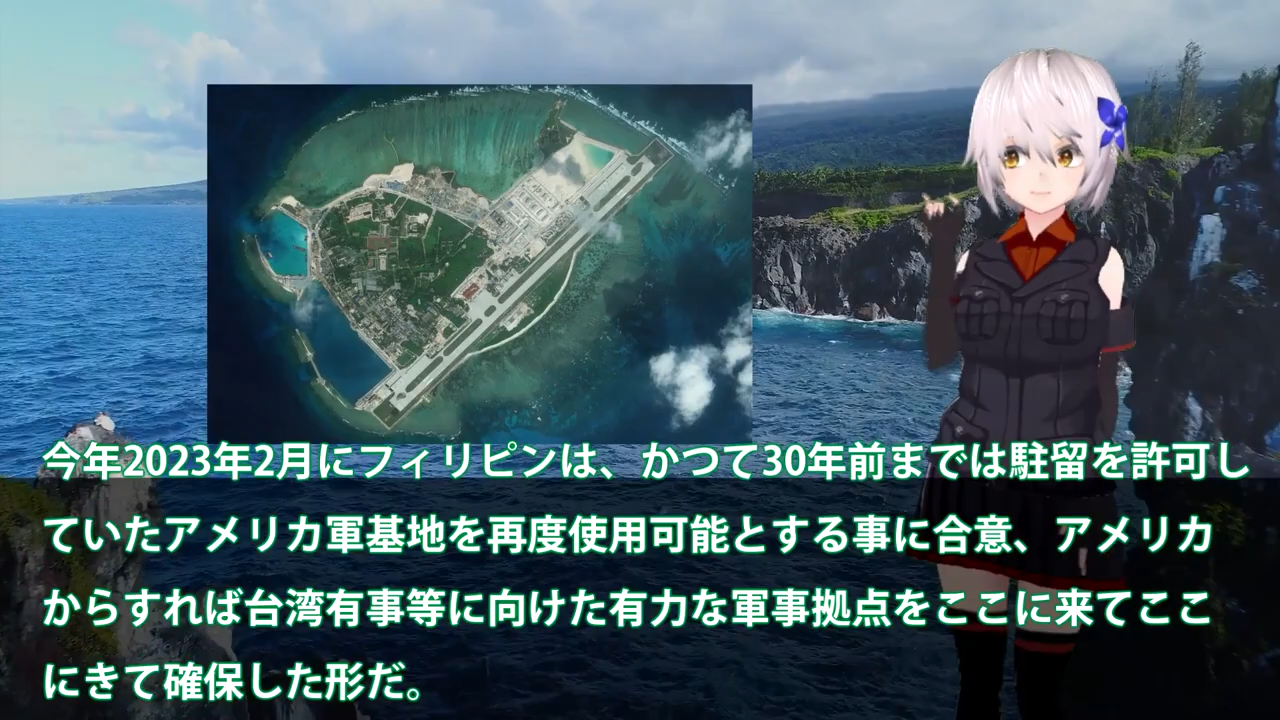 今年2023年2月にフィリピンは、かつて30年前までは駐留を許可し
ていたアメリカ軍基地を再度使用可能とする事に合意、アメリカ
からすれば台湾有事等に向けた有力な軍事拠点をここに来てここ
にきて確保した形だ。